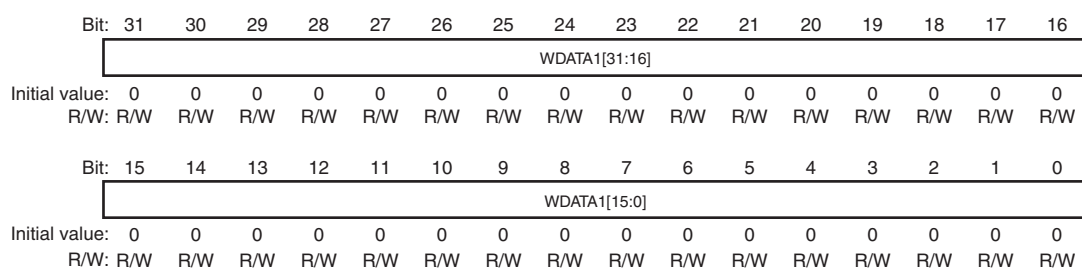 Bit: 31 30 29 28 27 26 25 24 23 22 21 20 19 18 17 16
WDATA1[31:16]
Initial value: 0 0 0 0 0 0 0 0 0 0 0 0 0 0 0 0
R/W: R/W R/W R/W R/W R/W R/W R/W R/W R/W R/W R/W R/W R/W R/W R/W R/W
Bit: 15 14 13 12 11 10 9 8 7 6 5 4 3 2 1 0
WDATA1[15:0]
Initial value: 0 0 0 0 0 0 0 0 0 0 0 0 0 0 0 0
R/W: R/W R/W R/W R/W R/W R/W R/W R/W R/W R/W R/W R/W R/W R/W R/W R/W